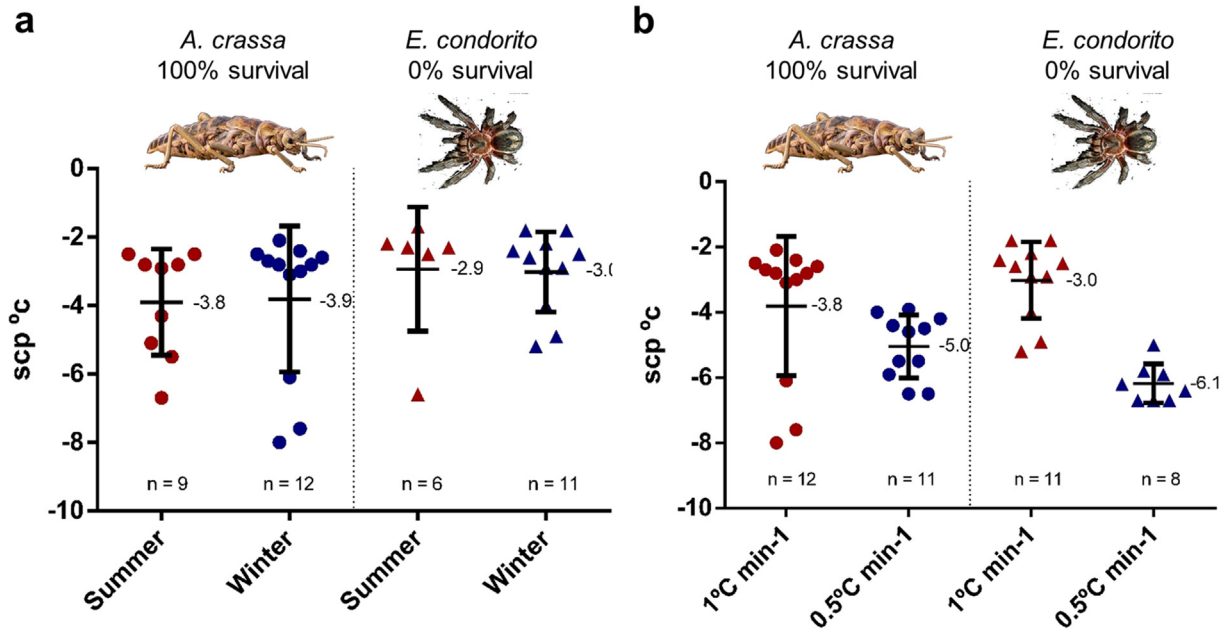 a
A. crassa
100% survival
E. condorito
0% survival
scp ºc
0
-2
-4
-6
-8
-10
-3.8
-3.9
-2.9
-3.0
n = 9
n = 12
n = 6
n = 11
Summer
Winter
Summer
Winter
b
A. crassa
100% survival
E. condorito
0% survival
scp ºc
0
-2
-4
-6
-8
-10
-3.8
-5.0
-3.0
-6.1
n = 12
n = 11
n = 11
n = 8
1ºC min-1
0.5ºC min-1
1ºC min-1
0.5ºC min-1